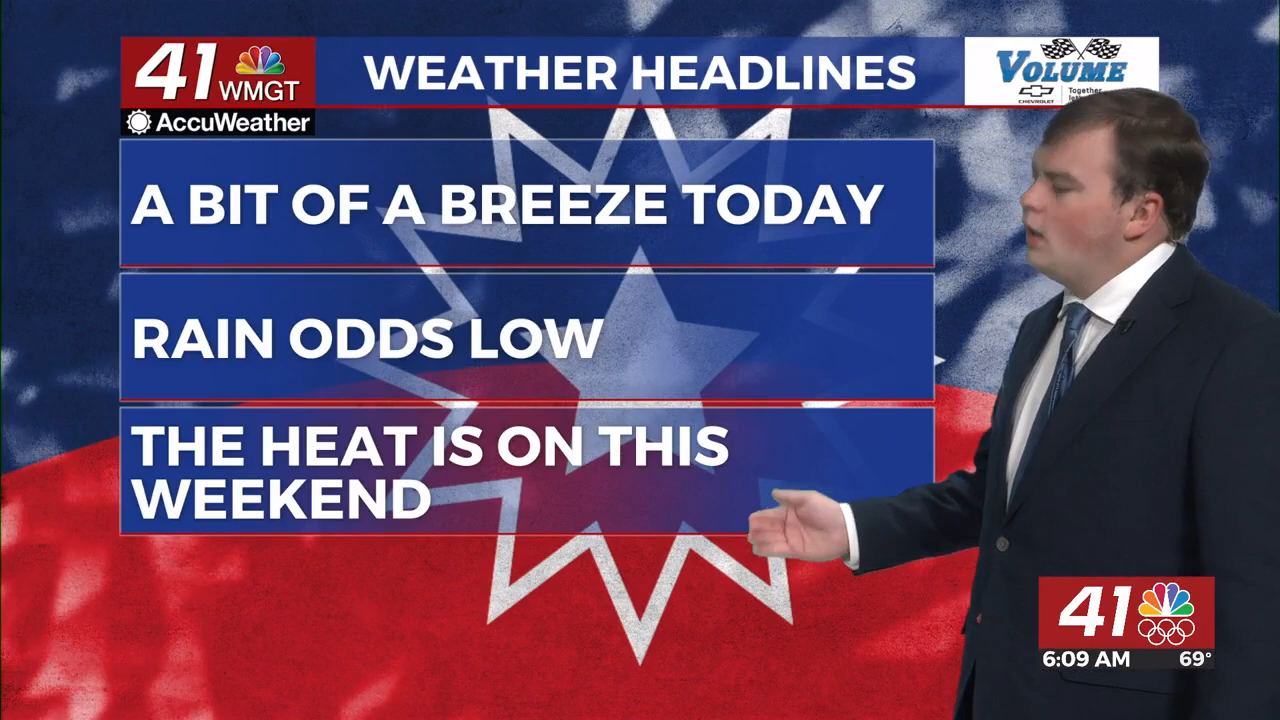 41
WMGT
WEATHER HEADLINES
VOLUME
CHEVROLET
Together
AccuWeather
A BIT OF A BREEZE TODAY
RAIN ODDS LOW
THE HEAT IS ON THIS
WEEKEND
41
6:09 AM 69°